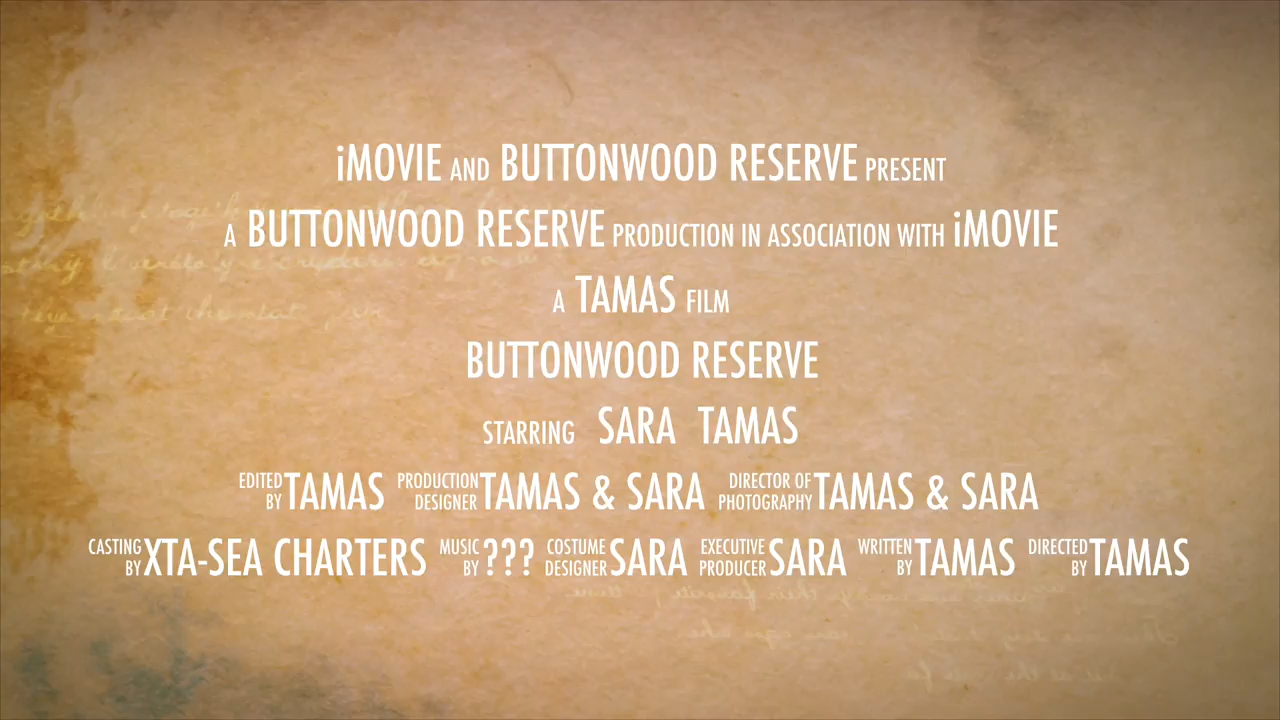 iMOVIE AND BUTTONWOOD RESERVE PRESENT
A BUTTONWOOD RESERVE PRODUCTION IN ASSOCIATION WITH iMOVIE
A TAMAS FILM
BUTTONWOOD RESERVE
STARRING SARA TAMAS
EDITED BY TAMAS PRODUCTION DESIGNER TAMAS & SARA DIRECTOR OF PHOTOGRAPHY TAMAS & SARA
CASTING BY XTA-SEA CHARTERS MUSIC BY ??? COSTUME DESIGNER SARA EXECUTIVE PRODUCER SARA WRITTEN BY TAMAS DIRECTED BY TAMAS